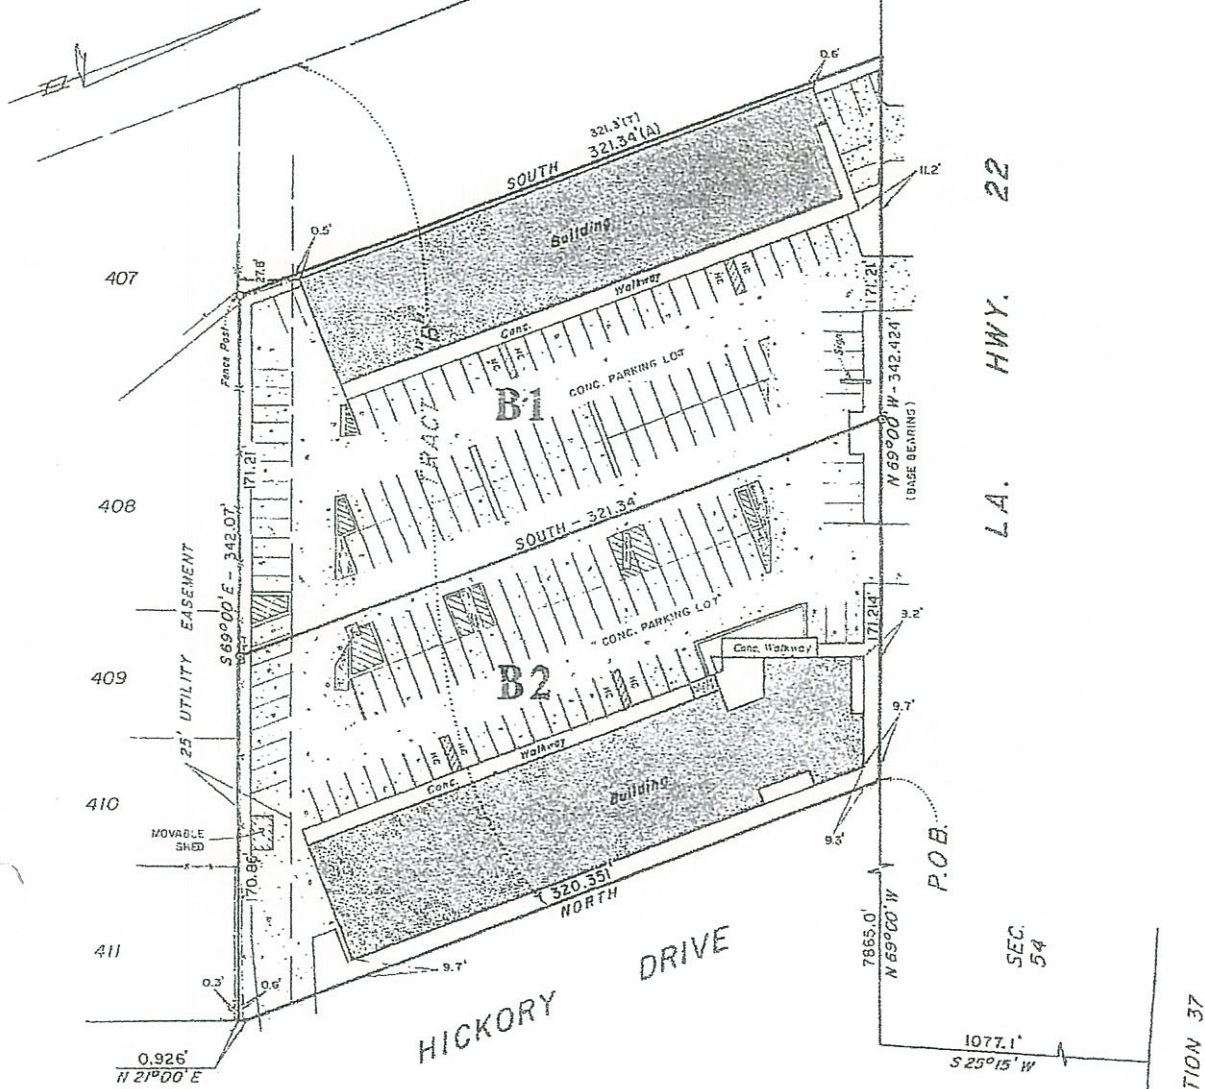 0.6'
321.3'(T)
321.34'(A)
SOUTH
22
11.2'
Building
0.5'
407
27.8'
HC
HC
Walkway
Conc.
171.21
HWY.
Fence Post
HC
HC
Sign
CONC. PARKING LOT
N 69°00' W - 342.424'
(BASE BEARING)
B1
TRACT
171.21'
408
LA.
SOUTH - 321.34'
25' UTILITY EASEMENT
S 69°00' E - 342.07'
171.214'
9.2'
CONC. PARKING LOT
Conc. Walkway
409
B2
HC
HC
9.7'
HC
HC
Walkway
Conc.
Building
410
MOVABLE
SHED
9.3'
P.O.B.
170.86'
320.351'
NORTH
7865.0'
N 69°00' W
SEC.
54
411
DRIVE
9.7'
0.3'
0.6'
HICKORY
0.926'
N 21°00' E
1077.1'
S 25°15' W
TION 37